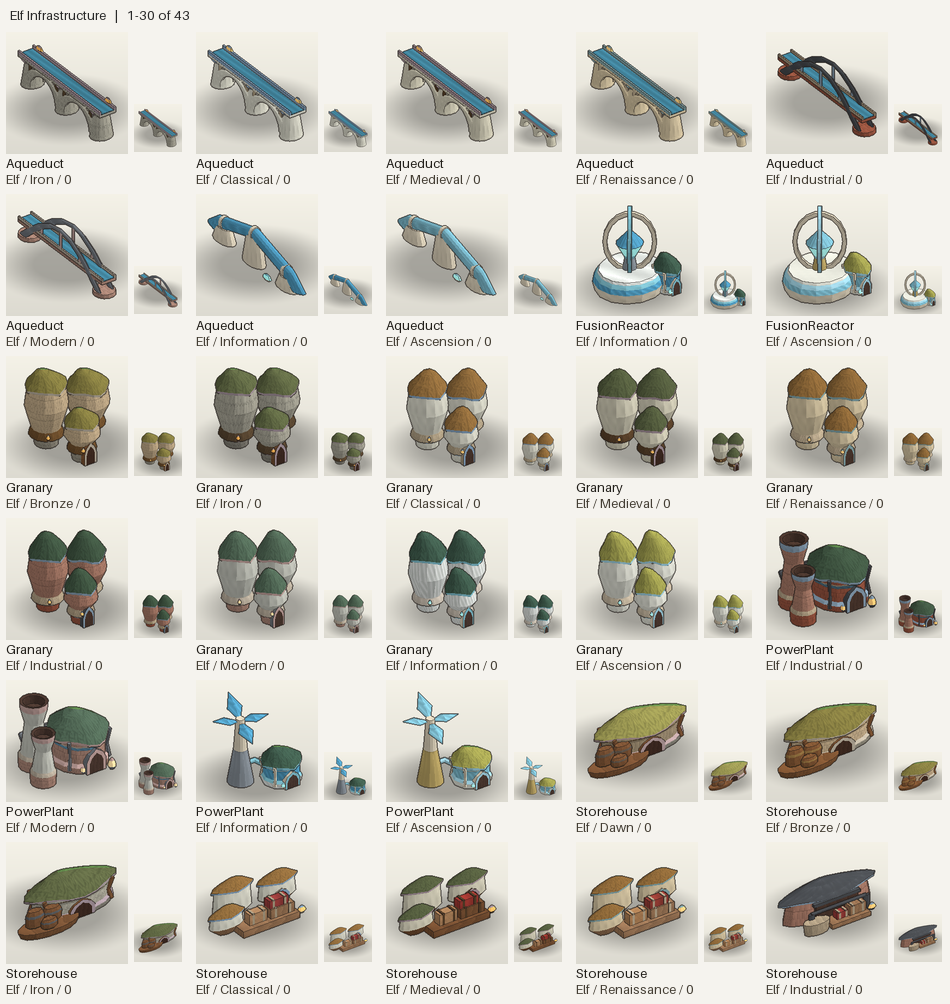 Elf Infrastructure | 1-30 of 43
Aqueduct
Elf / Iron / 0
Aqueduct
Elf / Classical / 0
Aqueduct
Elf / Medieval / 0
Aqueduct
Elf / Renaissance / 0
Aqueduct
Elf / Industrial / 0
Aqueduct
Elf / Modern / 0
Aqueduct
Elf / Information / 0
Aqueduct
Elf / Ascension / 0
FusionReactor
Elf / Information / 0
FusionReactor
Elf / Ascension / 0
Granary
Elf / Bronze / 0
Granary
Elf / Iron / 0
Granary
Elf / Classical / 0
Granary
Elf / Medieval / 0
Granary
Elf / Renaissance / 0
Granary
Elf / Industrial / 0
Granary
Elf / Modern / 0
Granary
Elf / Information / 0
Granary
Elf / Ascension / 0
PowerPlant
Elf / Industrial / 0
PowerPlant
Elf / Modern / 0
PowerPlant
Elf / Information / 0
PowerPlant
Elf / Ascension / 0
Storehouse
Elf / Dawn / 0
Storehouse
Elf / Bronze / 0
Storehouse
Elf / Iron / 0
Storehouse
Elf / Classical / 0
Storehouse
Elf / Medieval / 0
Storehouse
Elf / Renaissance / 0
Storehouse
Elf / Industrial / 0